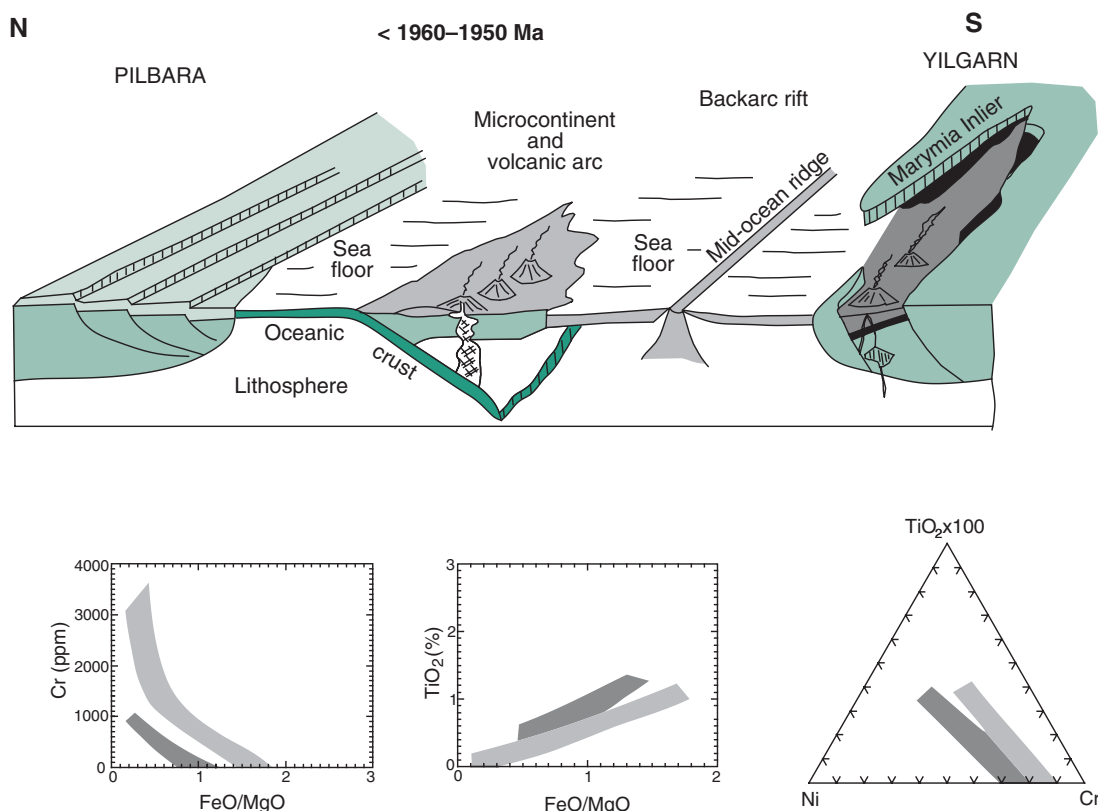 N
< 1960–1950 Ma
S
PILBARA
YILGARN
Backarc rift
Microcontinent
and
volcanic arc
Marymia Inlier
Mid-ocean ridge
Sea
floor
Sea
floor
Oceanic
crust
Lithosphere
4000
3000
2000
1000
0
Cr (ppm)
0
1
2
3
FeO/MgO
3
2
1
0
TiO2(%)
0
1
2
FeO/MgO
TiO2x100
Ni
Cr